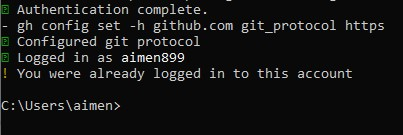 Authentication complete.
- gh config set -h github.com git_protocol https
Configured git protocol
Logged in as aimen899
! You were already logged in to this account
C:\Users\aimen>